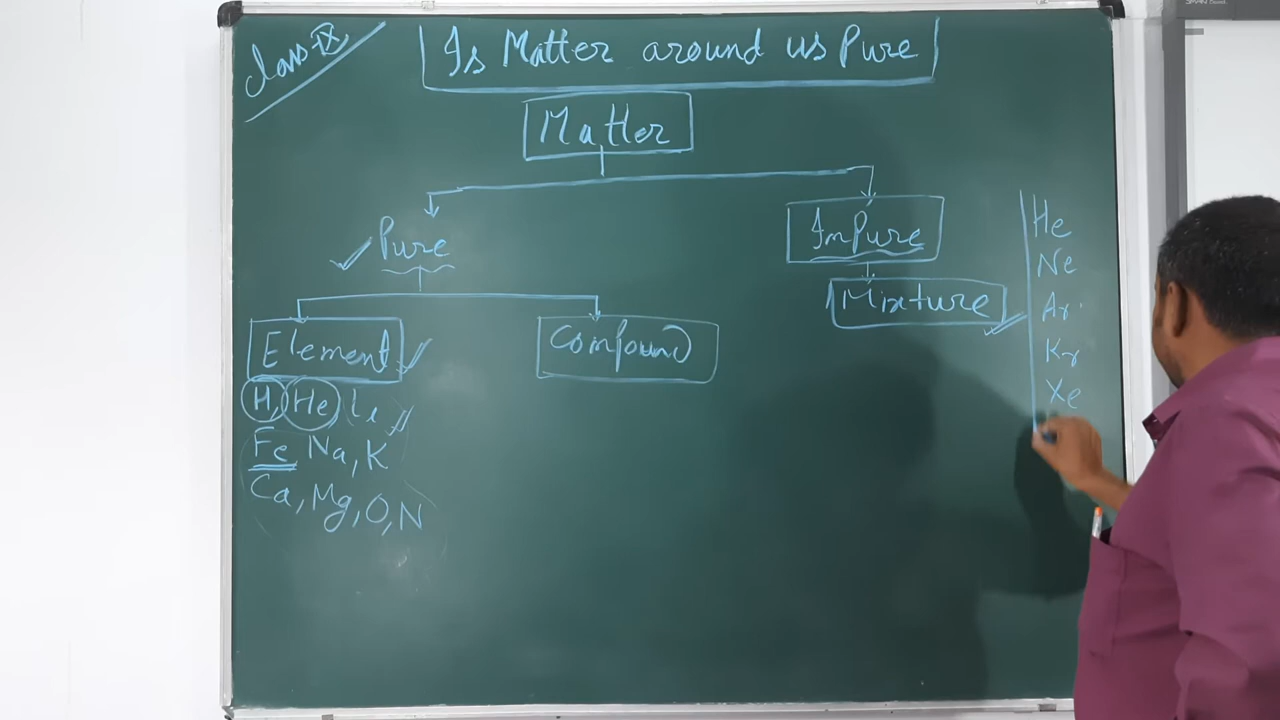 Class-IX
Is Matter around us Pure
Matter
Pure
ImPure
Mixture
Element
Compound
H, He, Li
Fe Na, K
Ca, Mg, O, N
He
Ne
Ar
Kr
Xe